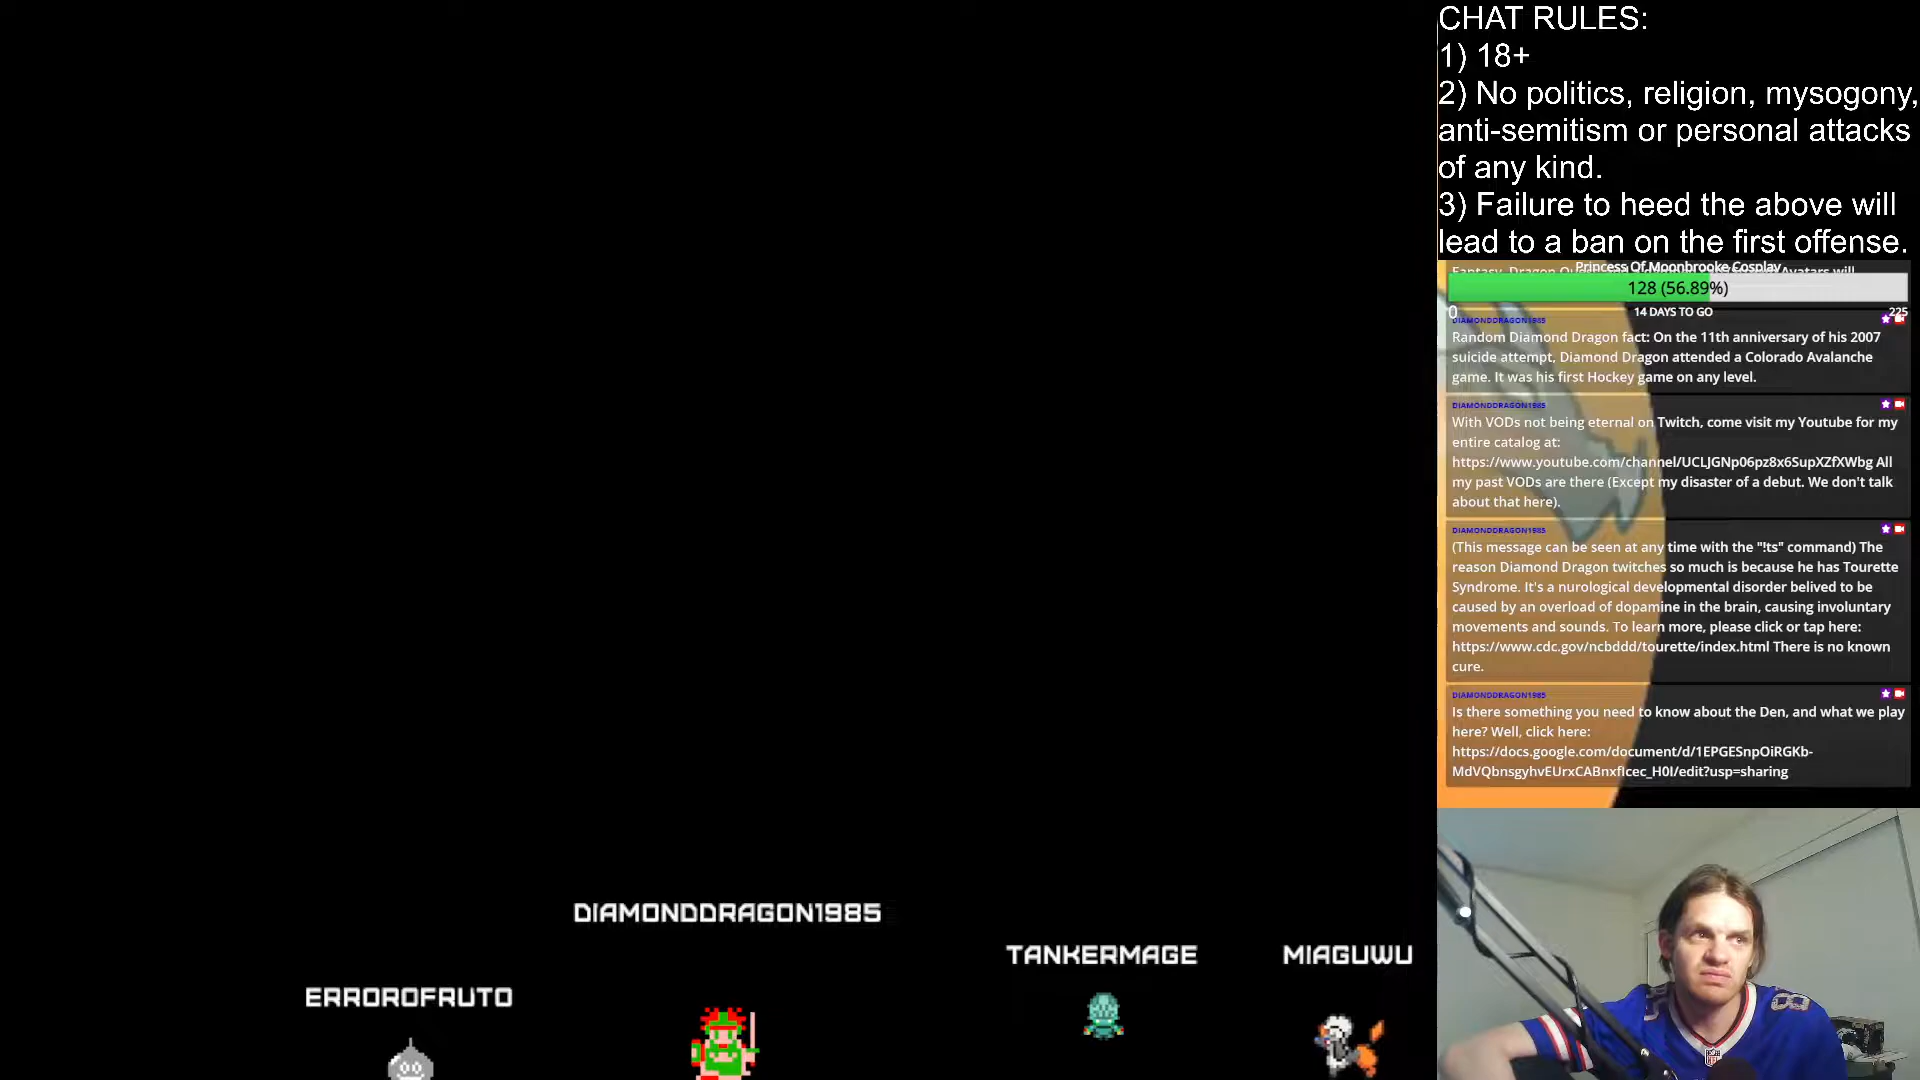 CHAT RULES:
1) 18+
2) No politics, religion, mysogony,
anti-semitism or personal attacks
of any kind.
3) Failure to heed the above will
lead to a ban on the first offense.
Princess Of Moonbrooke Cosplay
Avatars will
128 (56.89%)
0
14 DAYS TO GO
225
DIAMONDDRAGON1985
Random Diamond Dragon fact: On the 11th anniversary of his 2007
suicide attempt, Diamond Dragon attended a Colorado Avalanche
game. It was his first Hockey game on any level.
DIAMONDDRAGON1985
With VODs not being eternal on Twitch, come visit my Youtube for my
entire catalog at:
https://www.youtube.com/channel/UCLJGNp06pz8x6SupXZfXWbg All
my past VODs are there (Except my disaster of a debut. We don't talk
about that here).
DIAMONDDRAGON1985
(This message can be seen at any time with the "!ts" command) The
reason Diamond Dragon twitches so much is because he has Tourette
Syndrome. It's a nurological developmental disorder belived to be
caused by an overload of dopamine in the brain, causing involuntary
movements and sounds. To learn more, please click or tap here:
https://www.cdc.gov/ncbddd/tourette/index.html There is no known
cure.
DIAMONDDRAGON1985
Is there something you need to know about the Den, and what we play
here? Well, click here:
https://docs.google.com/document/d/1EPGESnpOiRGKb-
MdVQbnsgyhvEUrxCABnxfIcec_H0I/edit?usp=sharing
DIAMONDDRAGON1985
TANKERMAGE
MIAGUWU
ERROROFRUTO
NFL